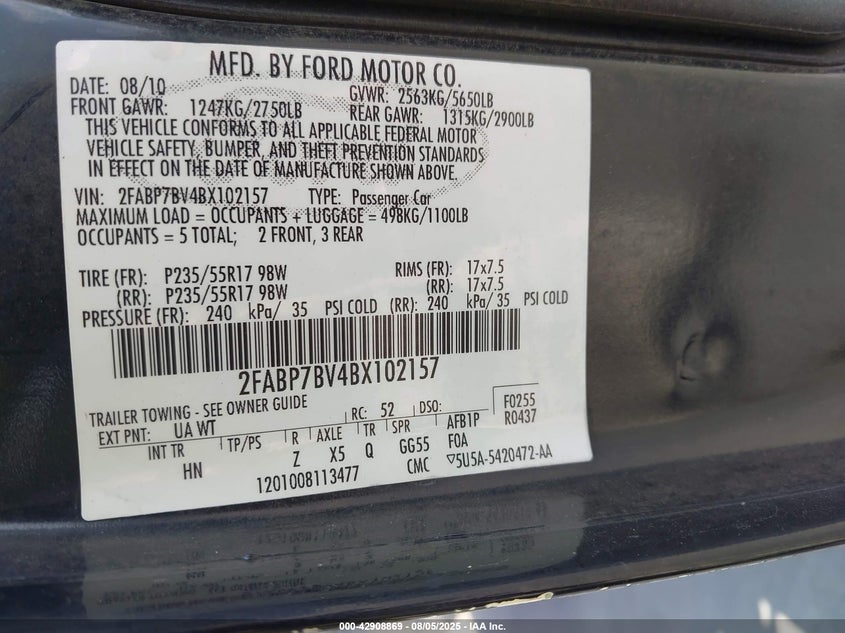 MFD. BY FORD MOTOR CO.
DATE: 08/10 GVWR: 2563KG/5650LB
FRONT GAWR: 1247KG/2750LB REAR GAWR: 1315KG/2900LB
THIS VEHICLE CONFORMS TO ALL APPLICABLE FEDERAL MOTOR
VEHICLE SAFETY, BUMPER, AND THEFT PREVENTION STANDARDS
IN EFFECT ON THE DATE OF MANUFACTURE SHOWN ABOVE.
VIN: 2FABP7BV4BX102157 TYPE: Passenger Car
MAXIMUM LOAD = OCCUPANTS + LUGGAGE = 498KG/1100LB
OCCUPANTS = 5 TOTAL; 2 FRONT, 3 REAR
TIRE (FR): P235/55R17 98W RIMS (FR): 17x7.5
(RR): P235/55R17 98W (RR): 17x7.5
PRESSURE (FR): 240 kPa/ 35 PSI COLD (RR): 240 kPa/ 35 PSI COLD
2FABP7BV4BX102157
TRAILER TOWING - SEE OWNER GUIDE RC: 52 DSO: F0255
EXT PNT: UA WT AFB1P R0437
INT TR TP/PS R AXLE TR SPR F0A
HN Z X5 Q GG55 ▽5U5A-5420472-AA
1201008113477 CMC
000-42908869 - 08/05/2025 - IAA Inc.